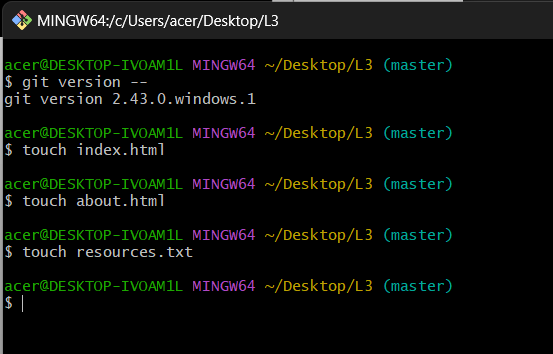 MINGW64:/c/Users/acer/Desktop/L3
acer@DESKTOP-IVOAM1L MINGW64 ~/Desktop/L3 (master)
$ git version --
git version 2.43.0.windows.1
acer@DESKTOP-IVOAM1L MINGW64 ~/Desktop/L3 (master)
$ touch index.html
acer@DESKTOP-IVOAM1L MINGW64 ~/Desktop/L3 (master)
$ touch about.html
acer@DESKTOP-IVOAM1L MINGW64 ~/Desktop/L3 (master)
$ touch resources.txt
acer@DESKTOP-IVOAM1L MINGW64 ~/Desktop/L3 (master)
$